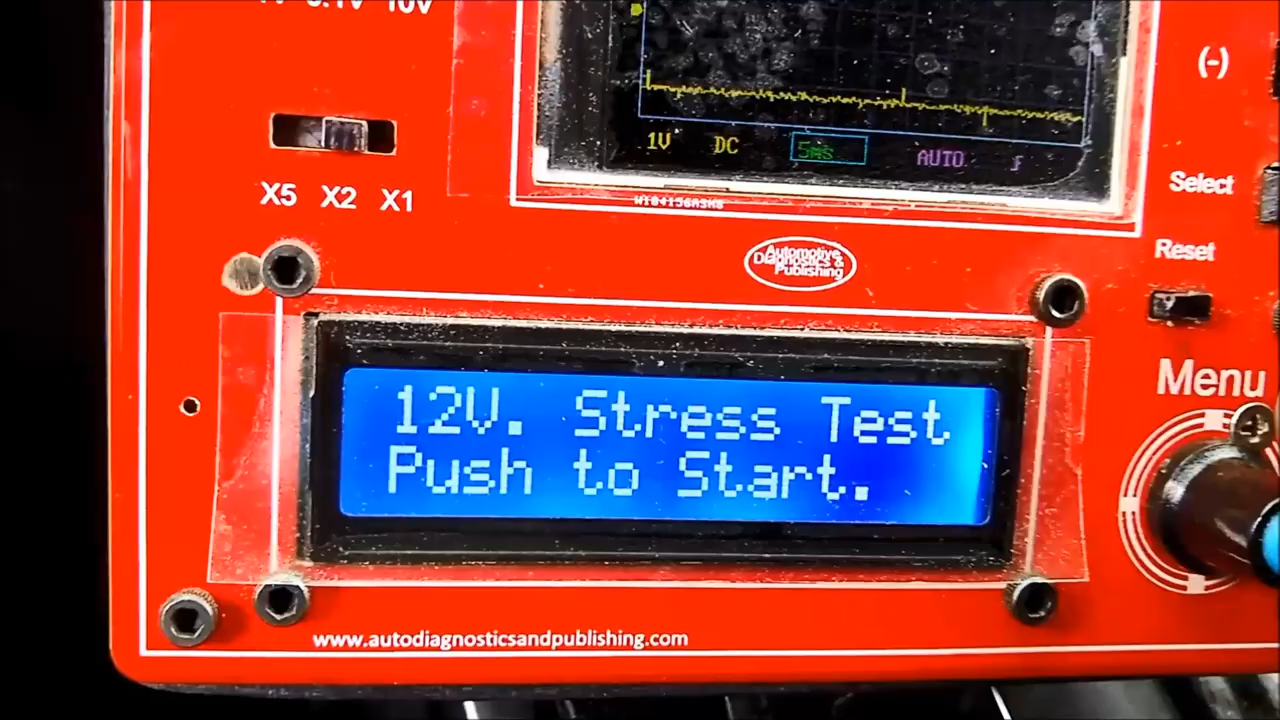 10V
(-)
1V DC 5ms AUTO
X5 X2 X1
Select
Reset
Automotive
Diagnostics &
Publishing
Menu
12V. Stress Test
Push to Start.
www.autodiagnosticsandpublishing.com